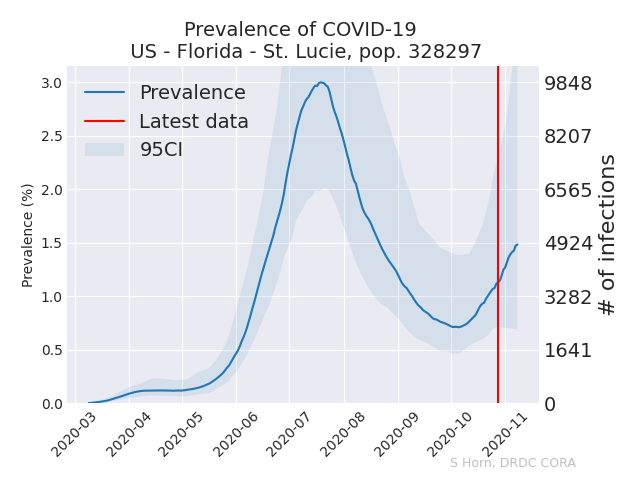 Prevalence of COVID-19
US - Florida - St. Lucie, pop. 328297
Prevalence
Latest data
95CI
Prevalence (%)
3.0
2.5
2.0
1.5
1.0
0.5
0.0
9848
8207
6565
4924
3282
1641
0
# of infections
2020-03
2020-04
2020-05
2020-06
2020-07
2020-08
2020-09
2020-10
2020-11
S Horn, DRDC CORA